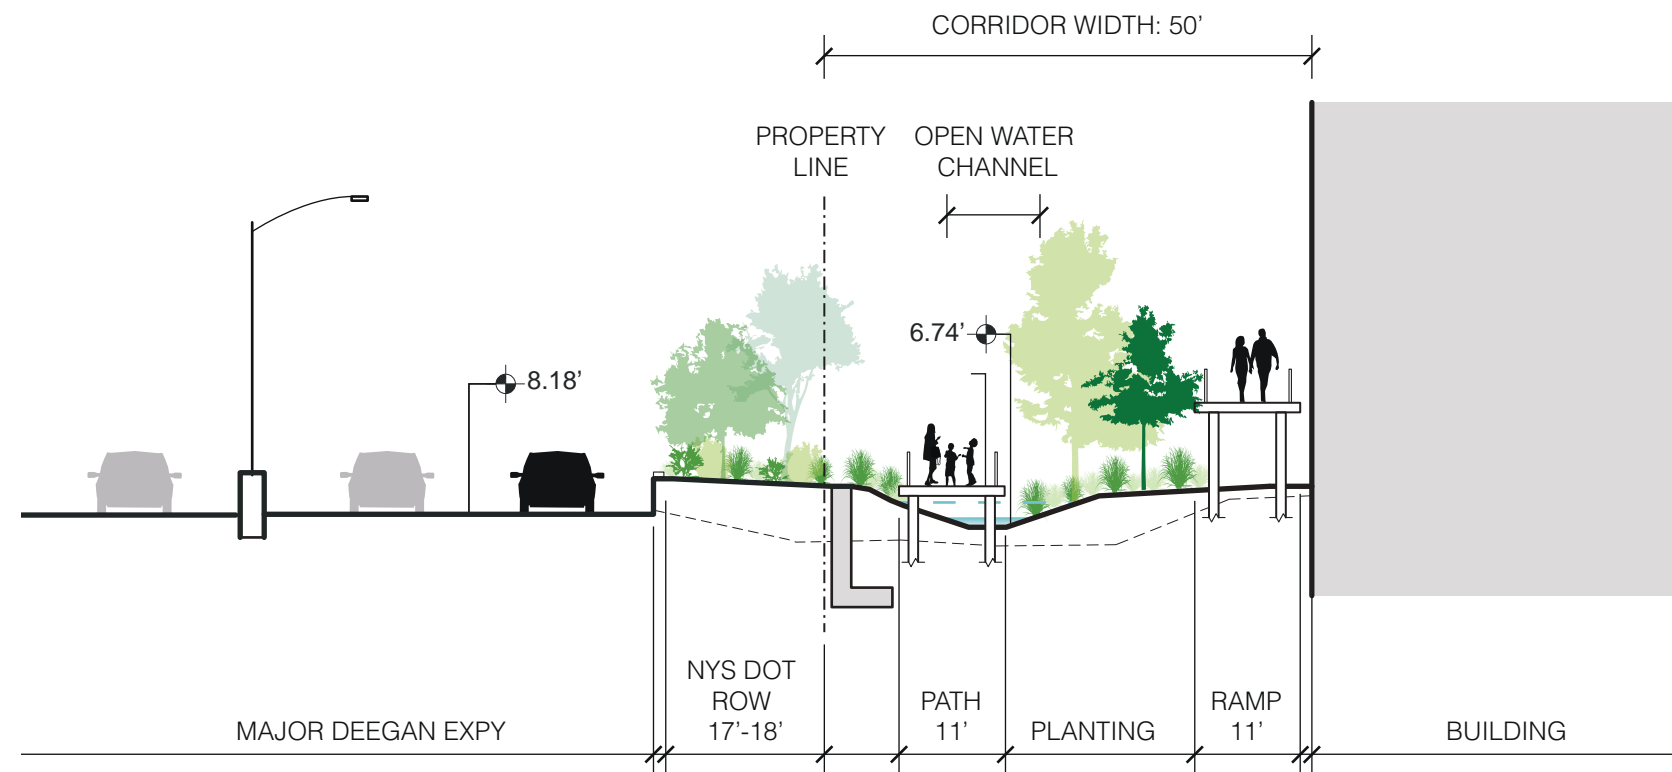 CORRIDOR WIDTH: 50’
PROPERTY
LINE
OPEN WATER
CHANNEL
6.74’
8.18’
MAJOR DEEGAN EXPY
NYS DOT
ROW
17’-18’
PATH
11’
PLANTING
RAMP
11’
BUILDING